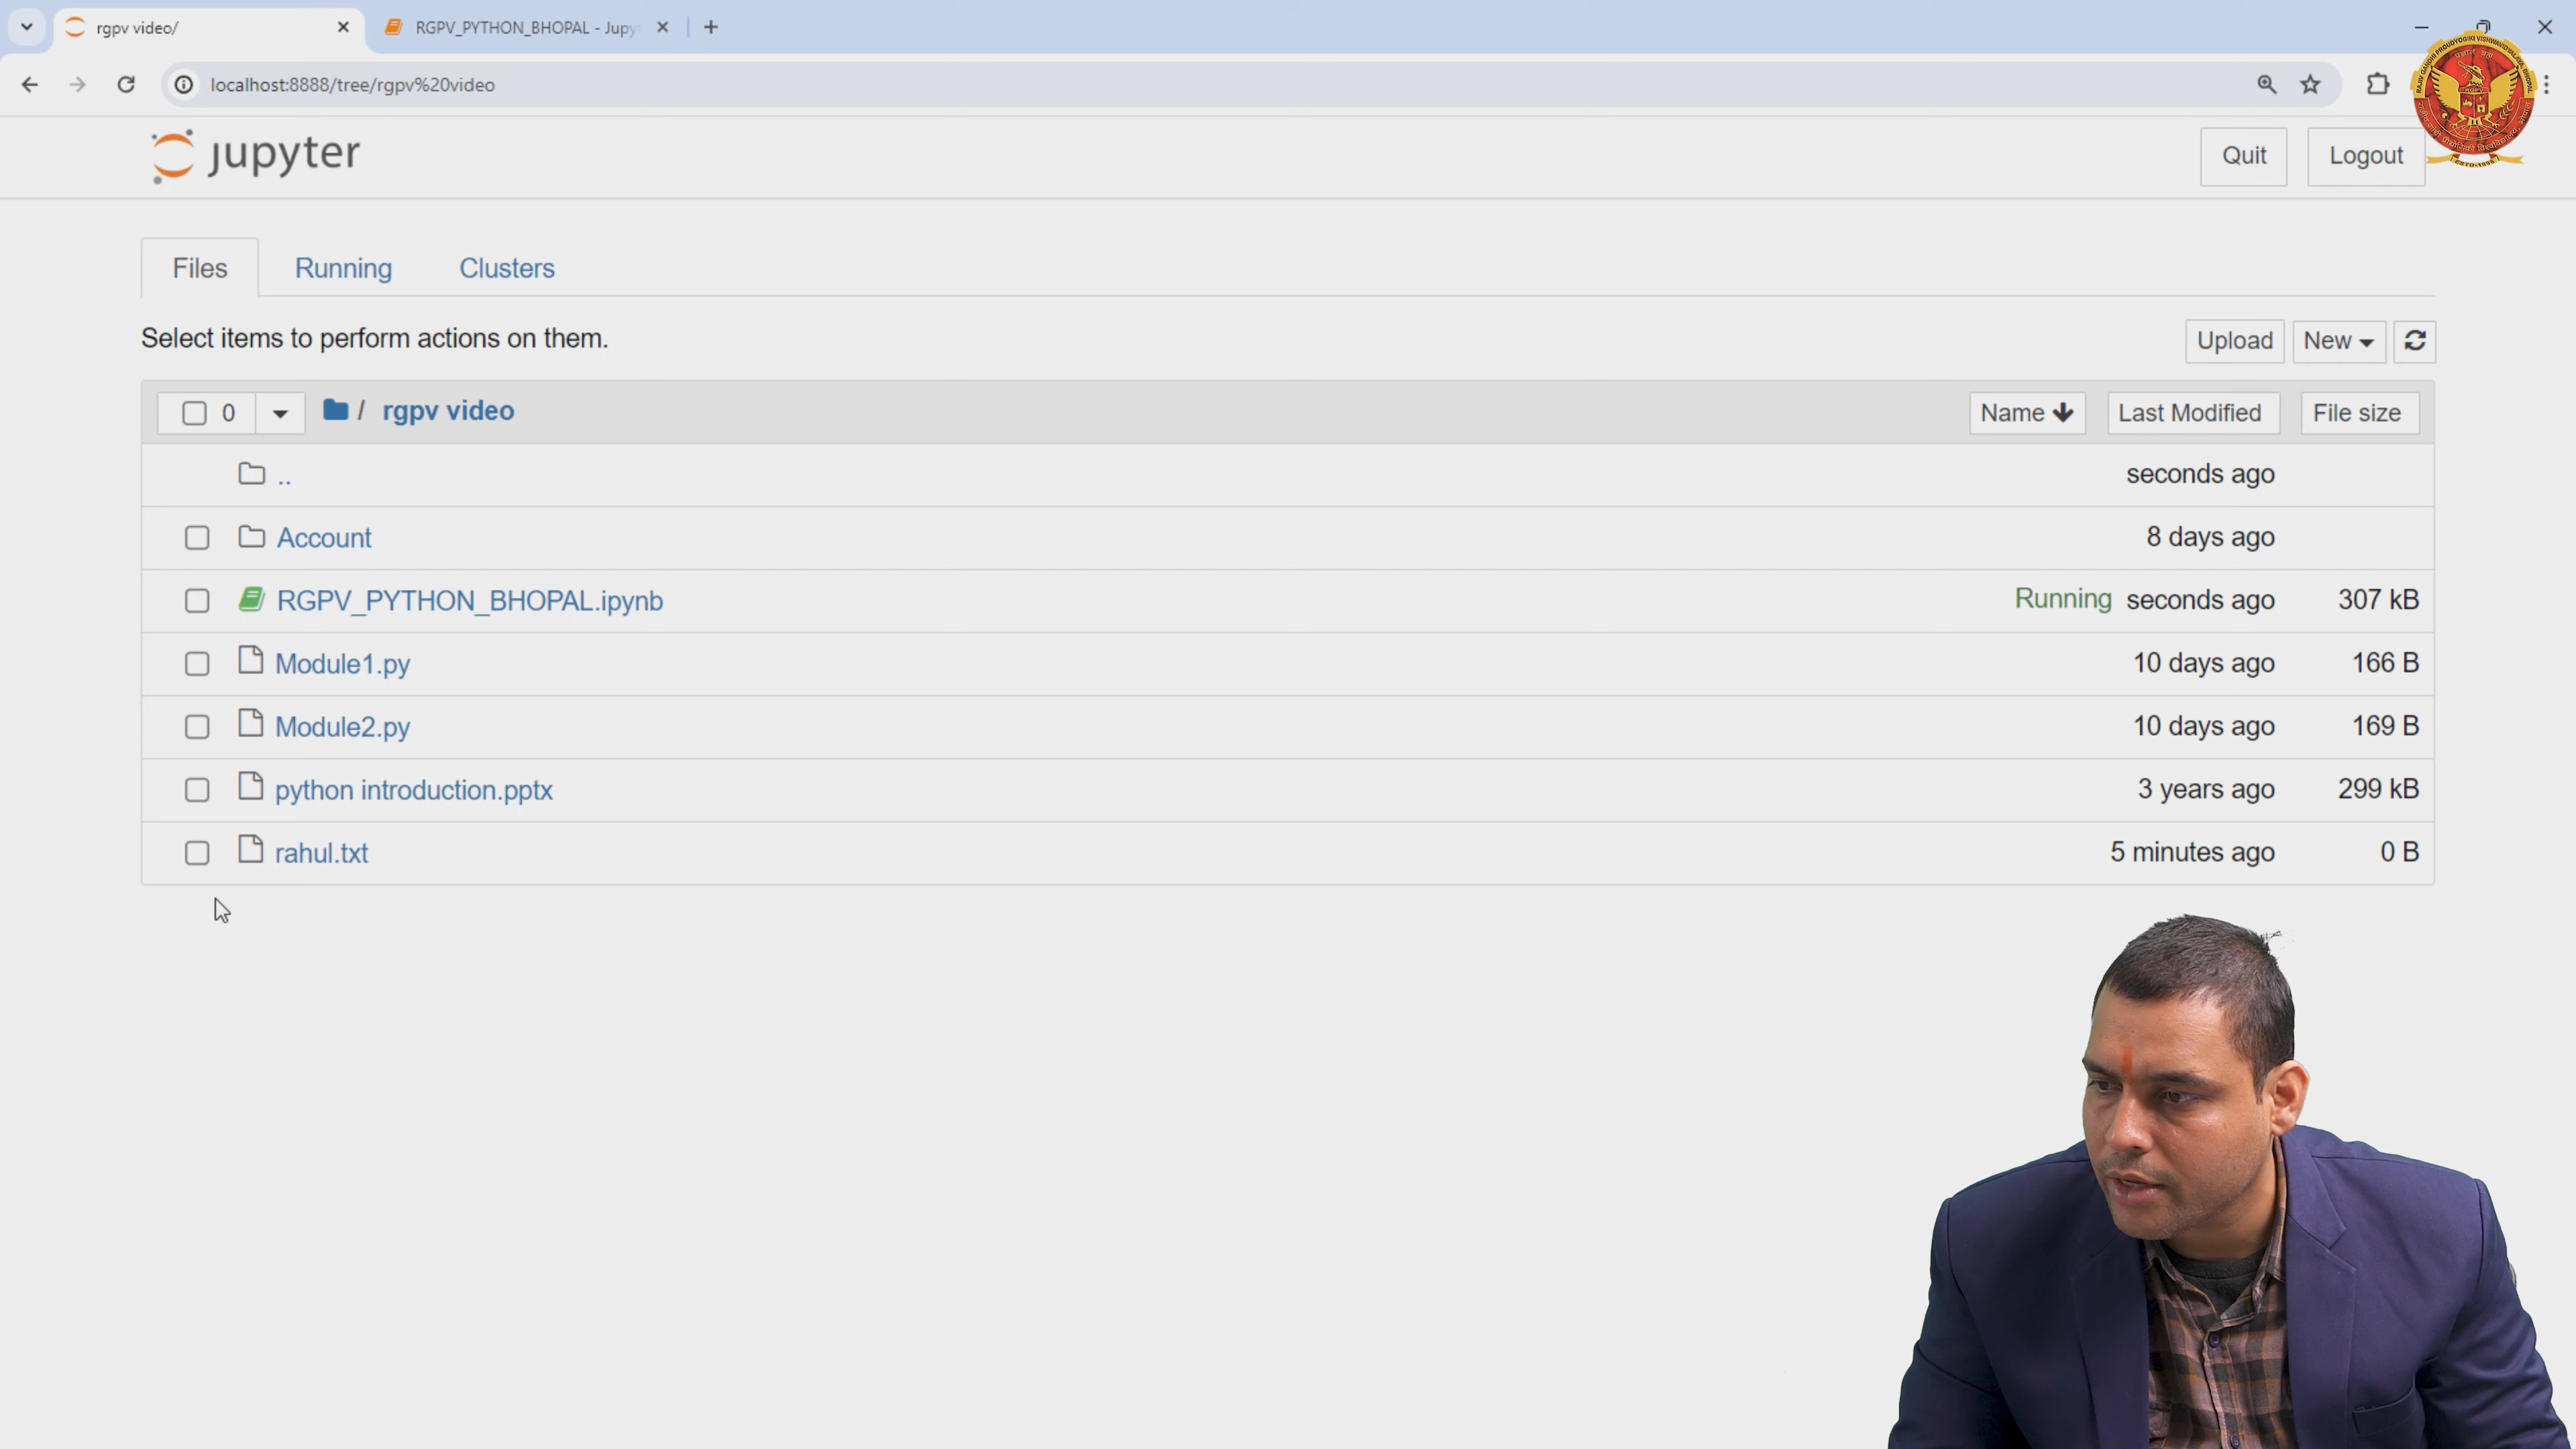 rgpv video/
RGPV_PYTHON_BHOPAL - Jupy
localhost:8888/tree/rgpv%20video
jupyter
Quit
Logout
Files
Running
Clusters
Select items to perform actions on them.
Upload
New
0
/ rgpv video
Name
Last Modified
File size
..
seconds ago
Account
8 days ago
RGPV_PYTHON_BHOPAL.ipynb
Running seconds ago
307 kB
Module1.py
10 days ago
166 B
Module2.py
10 days ago
169 B
python introduction.pptx
3 years ago
299 kB
rahul.txt
5 minutes ago
0 B